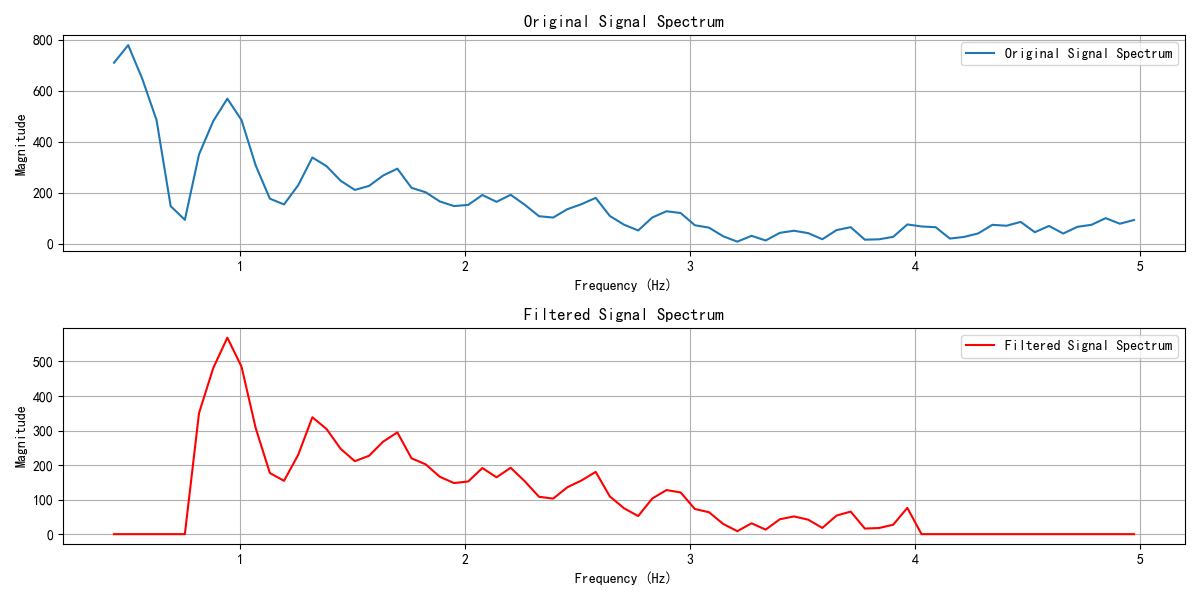 Original Signal Spectrum
800
600
400
200
0
Magnitude
Original Signal Spectrum
1
2
3
4
5
Frequency (Hz)
Filtered Signal Spectrum
500
400
300
200
100
0
Magnitude
Filtered Signal Spectrum
1
2
3
4
5
Frequency (Hz)